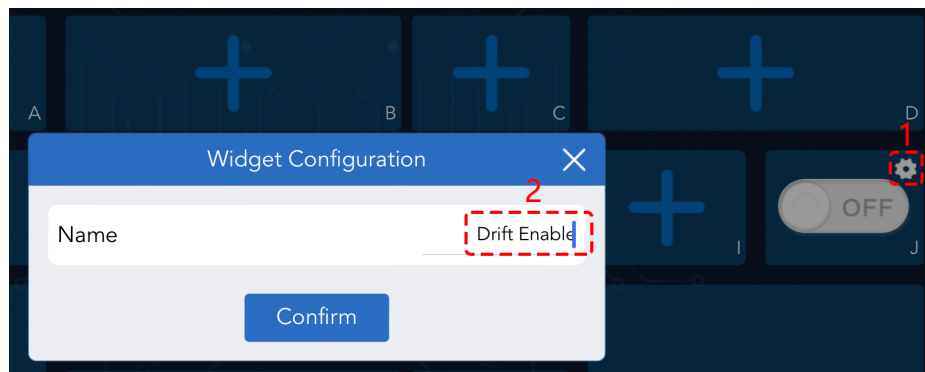 A
B
C
D
1
Widget Configuration
2
Name
Drift Enable
OFF
I
J
Confirm